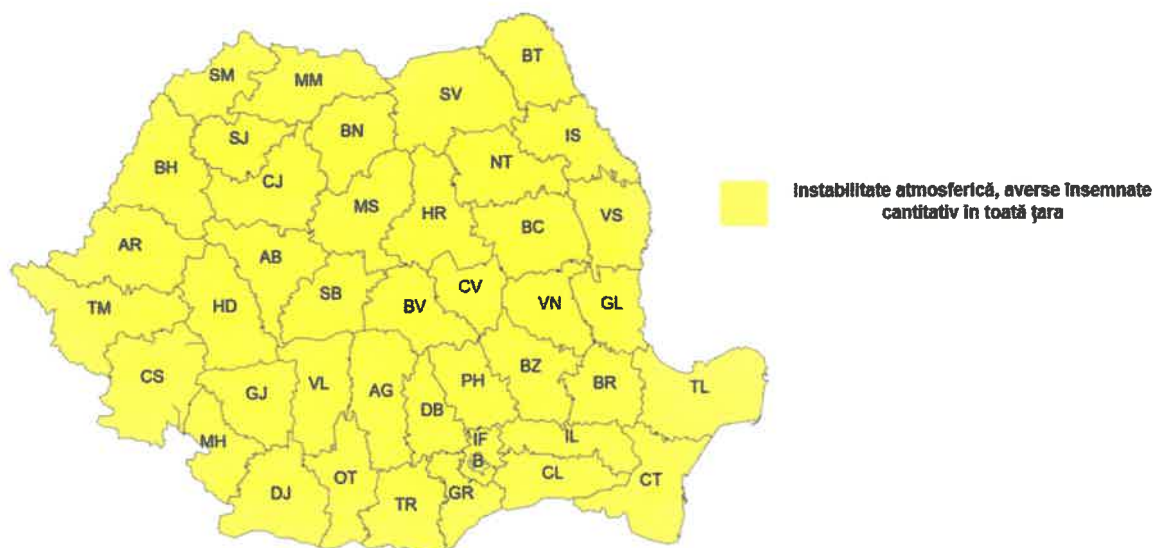 BT
SM
MM
SV
SJ
BN
IS
BH
CJ
NT
MS
HR
VS
BC
AR
AB
CV
SB
BV
VN
GL
TM
HD
CS
GJ
VL
AG
PH
BZ
BR
TL
DB
MH
IF
IL
B
OT
CL
CT
DJ
TR
GR
Instabilitate atmosferică, averse însemnate
cantitativ în toată țara